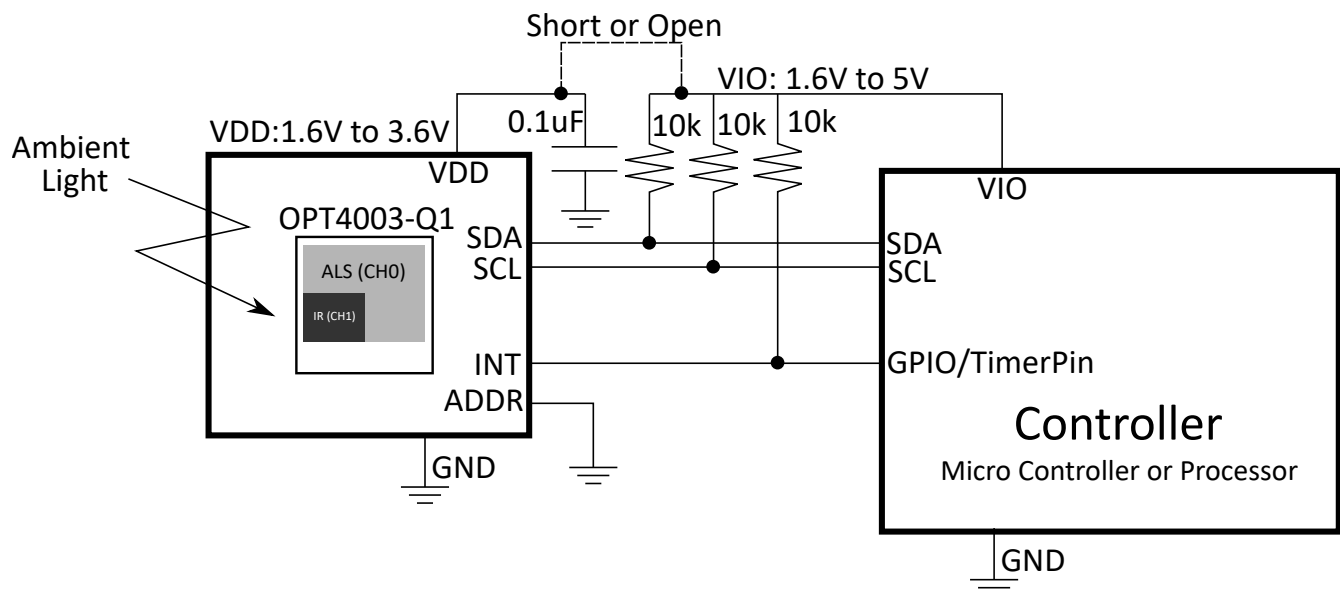 Short or Open
VIO: 1.6V to 5V
0.1uF
10k
10k
10k
VDD:1.6V to 3.6V
Ambient
Light
VDD
VIO
OPT4003-Q1
ALS (CH0)
IR (CH1)
SDA
SCL
INT
ADDR
GND
SDA
SCL
GPIO/TimerPin
Controller
Micro Controller or Processor
GND